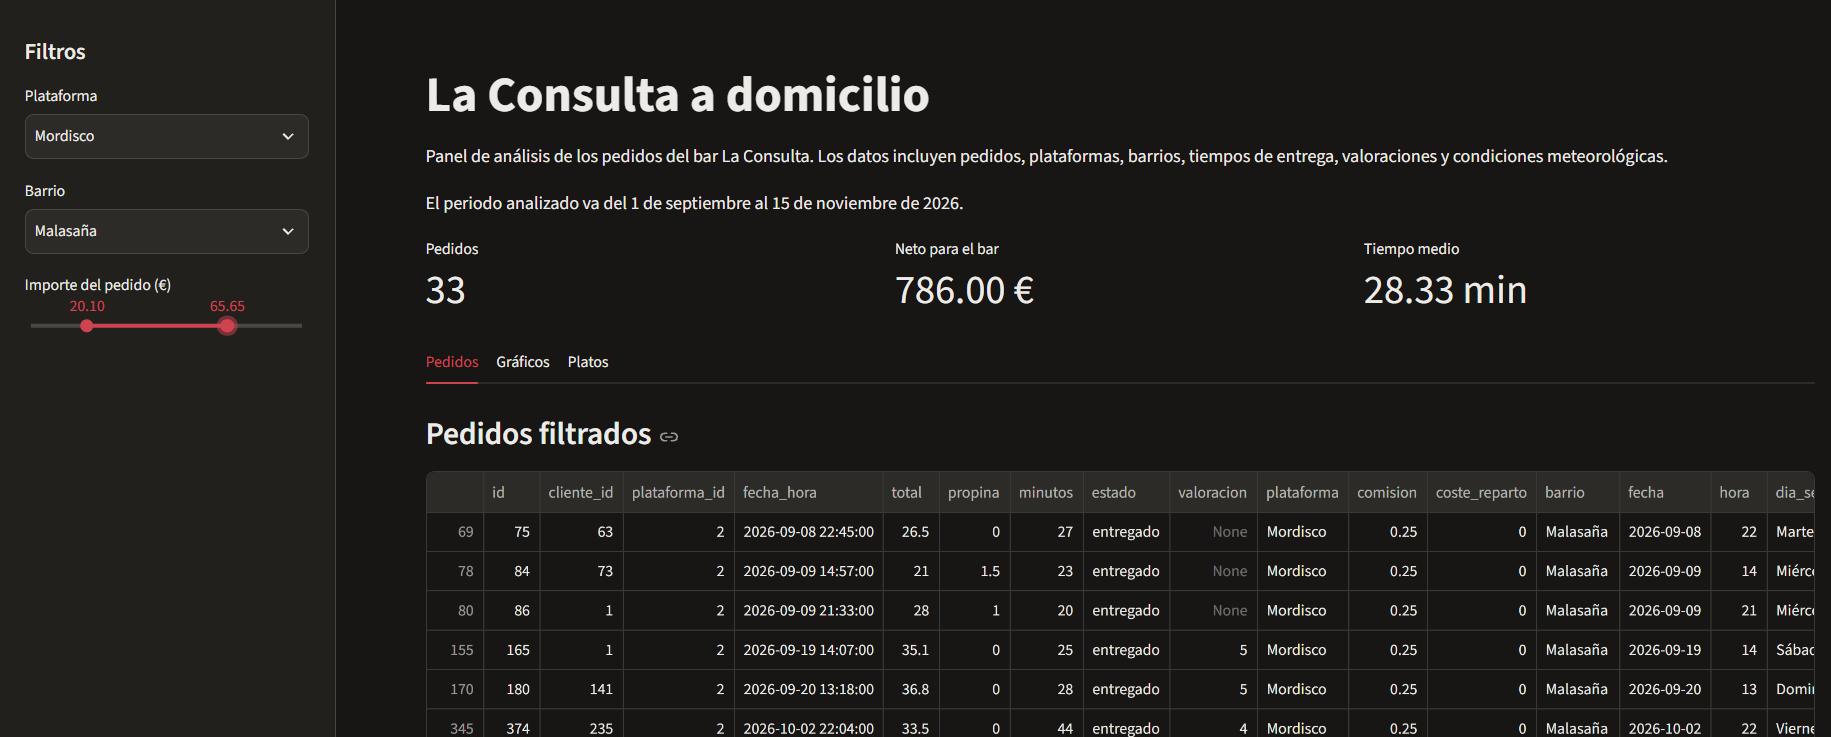 Filtros
Plataforma
Mordisco
Barrio
Malasaña
Importe del pedido (€)
20.10 65.65
La Consulta a domicilio
Panel de análisis de los pedidos del bar La Consulta. Los datos incluyen pedidos, plataformas, barrios, tiempos de entrega, valoraciones y condiciones meteorológicas.
El periodo analizado va del 1 de septiembre al 15 de noviembre de 2026.
Pedidos Neto para el bar Tiempo medio
33 786.00 € 28.33 min
Pedidos Gráficos Platos
Pedidos filtrados
id cliente_id plataforma_id fecha_hora total propina minutos estado valoracion plataforma comision coste_reparto barrio fecha hora dia_se
69 75 63 2 2026-09-08 22:45:00 26.5 0 27 entregado None Mordisco 0.25 0 Malasaña 2026-09-08 22 Marte
78 84 73 2 2026-09-09 14:57:00 21 1.5 23 entregado None Mordisco 0.25 0 Malasaña 2026-09-09 14 Miérc
80 86 1 2 2026-09-09 21:33:00 28 1 20 entregado None Mordisco 0.25 0 Malasaña 2026-09-09 21 Miérc
155 165 1 2 2026-09-19 14:07:00 35.1 0 25 entregado 5 Mordisco 0.25 0 Malasaña 2026-09-19 14 Sábac
170 180 141 2 2026-09-20 13:18:00 36.8 0 28 entregado 5 Mordisco 0.25 0 Malasaña 2026-09-20 13 Domi
345 374 235 2 2026-10-02 22:04:00 33.5 0 44 entregado 4 Mordisco 0.25 0 Malasaña 2026-10-02 22 Vierne